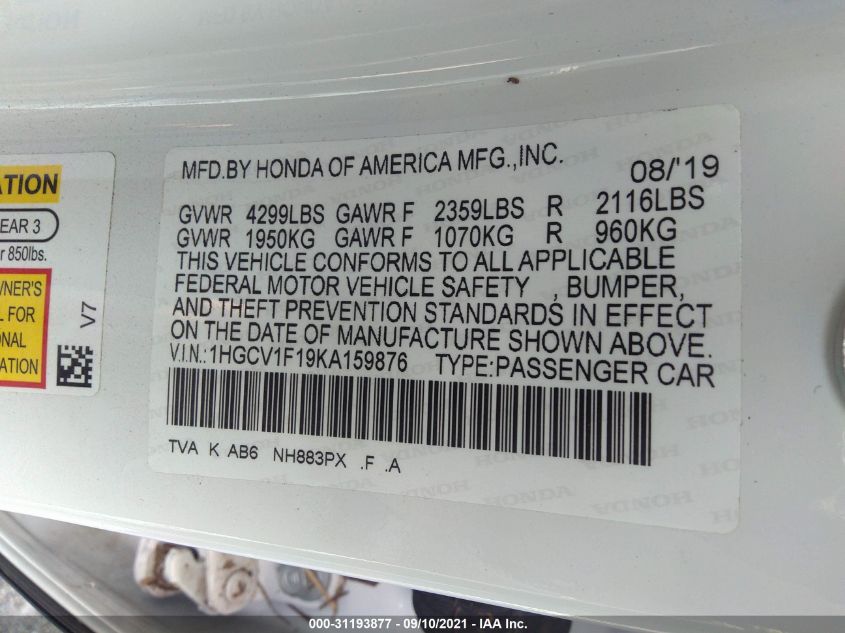 MFD.BY HONDA OF AMERICA MFG.,INC. 08/'19
GVWR 4299LBS GAWR F 2359LBS R 2116LBS
GVWR 1950KG GAWR F 1070KG R 960KG
THIS VEHICLE CONFORMS TO ALL APPLICABLE
FEDERAL MOTOR VEHICLE SAFETY , BUMPER,
AND THEFT PREVENTION STANDARDS IN EFFECT
ON THE DATE OF MANUFACTURE SHOWN ABOVE.
V.I.N.:1HGCV1F19KA159876 TYPE:PASSENGER CAR
TVA K AB6 NH883PX .F .A
ATION
EAR 3
850lbs.
WNER'S
L FOR
ONAL
ATION
V7
HONDA HONDA HONDA
000-31193877 - 09/10/2021 - IAA Inc.